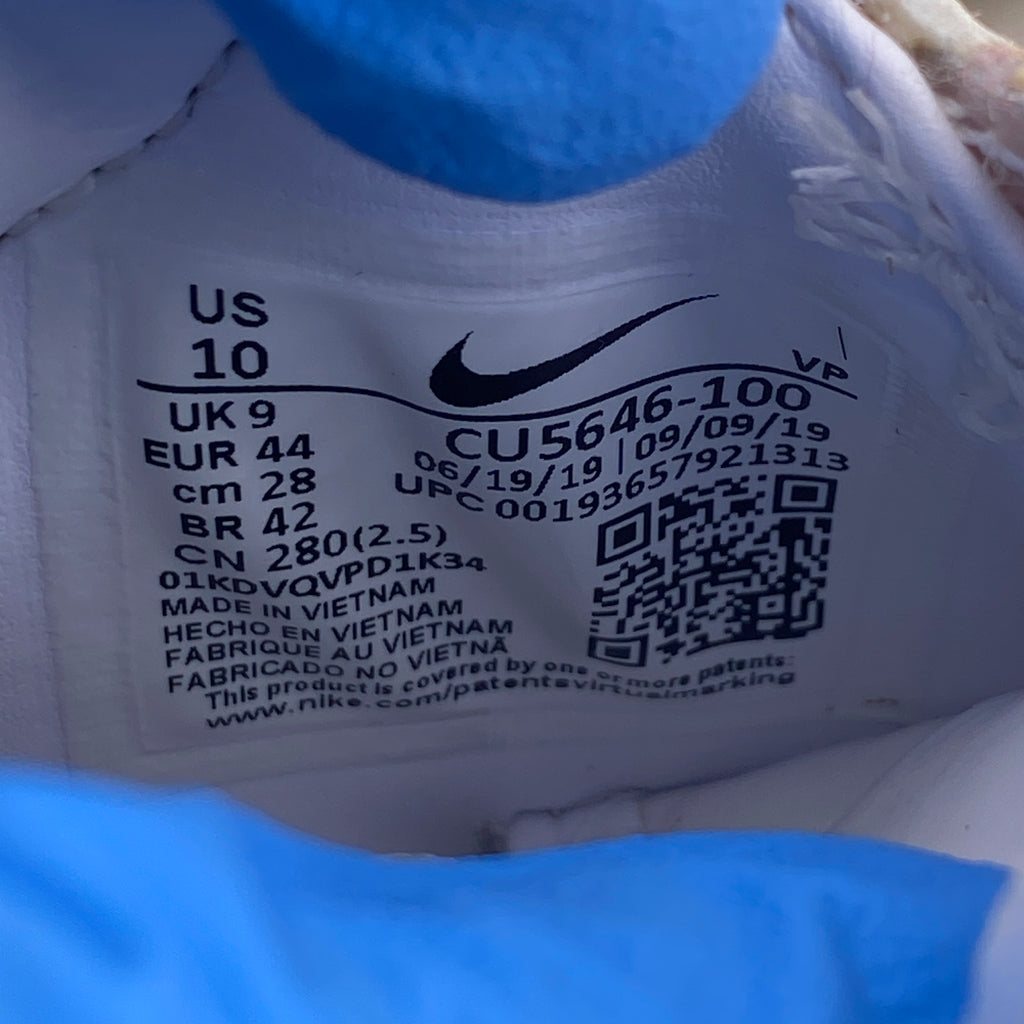 US
10
VP
UK 9
EUR 44
cm 28
BR 42
CN 280(2.5)
CU5646-100
06/19/19 | 09/09/19
UPC 00193657921313
01KDVQVPD1K34
MADE IN VIETNAM
HECHO EN VIETNAM
FABRIQUE AU VIETNAM
FABRICADO NO VIETNÃ
This product is covered by one or more patents:
www.nike.com/patentsvirtualmarking